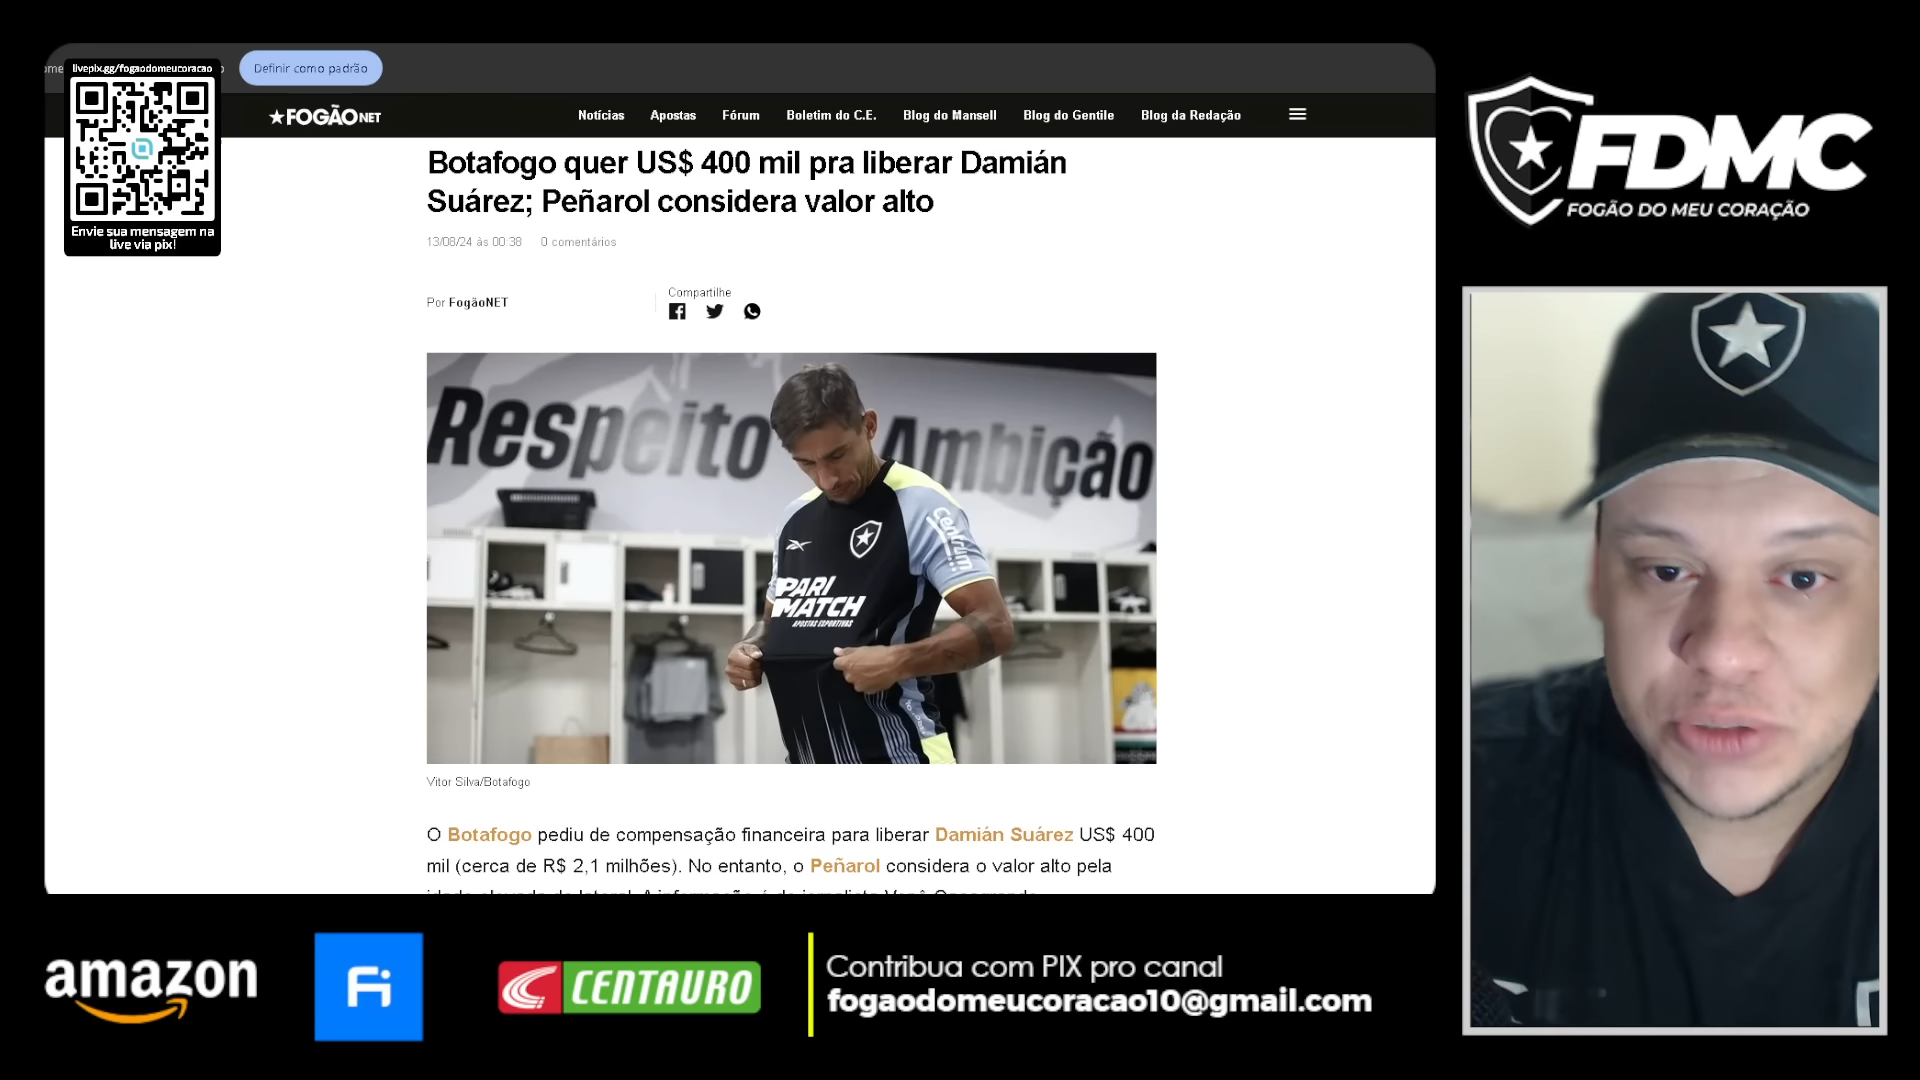 livepix.gg/fogaodomeucoracao
Envie sua mensagem na
live via pix!
Definir como padrão
FOGÃONET
Notícias Apostas Fórum Boletim do C.E. Blog do Mansell Blog do Gentile Blog da Redação
Botafogo quer US$ 400 mil pra liberar Damián
Suárez; Peñarol considera valor alto
13/08/24 às 00:38 0 comentários
Por FogãoNET
Compartilhe
Respeito Ambição
Centrum
PARI
MATCH
APOSTAS ESPORTIVAS
Vitor Silva/Botafogo
O Botafogo pediu de compensação financeira para liberar Damián Suárez US$ 400
mil (cerca de R$ 2,1 milhões). No entanto, o Peñarol considera o valor alto pela
FDMC
FOGÃO DO MEU CORAÇÃO
amazon
Fi
CENTAURO
Contribua com PIX pro canal
fogaodomeucoracao10@gmail.com